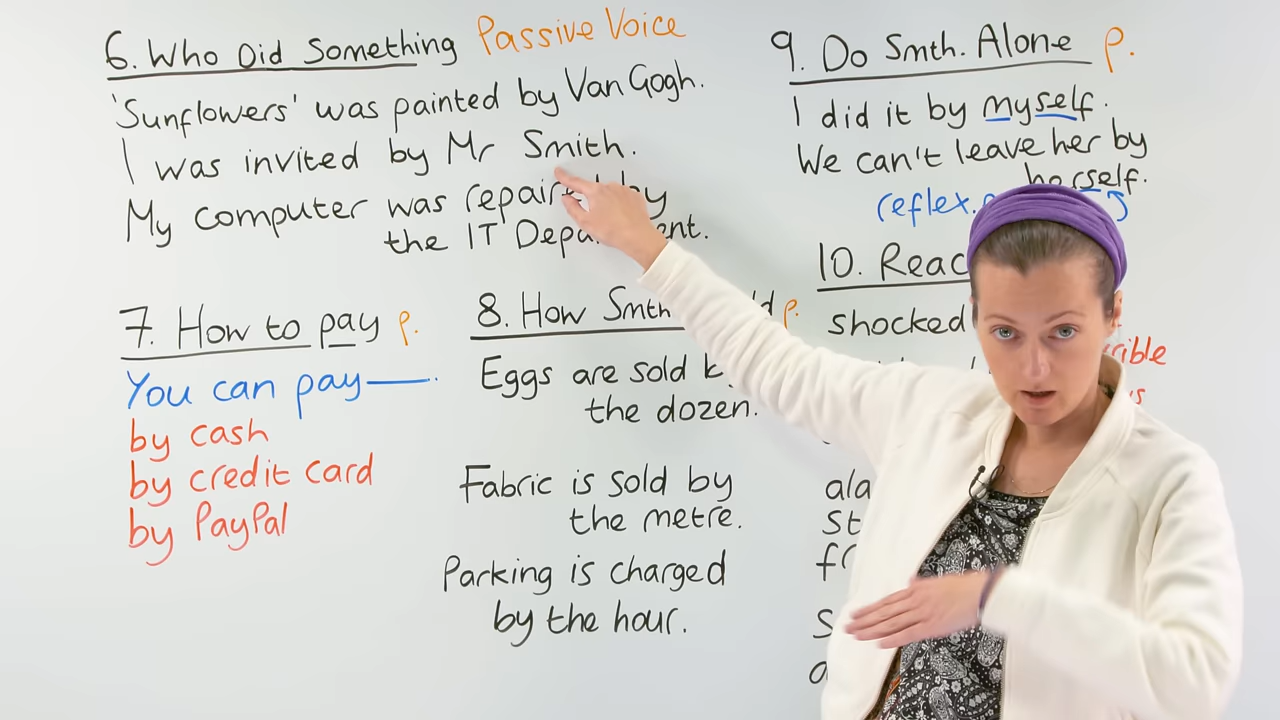 6. Who Did Something Passive Voice
'Sunflowers' was painted by Van Gogh.
I was invited by Mr Smith.
My computer was repaired by
the IT Department.
7. How to pay p.
You can pay
by cash
by credit card
by PayPal
8. How Smth p.
Eggs are sold
the dozen.
Fabric is sold by
the metre.
Parking is charged
by the hour.
9. Do Smth. Alone p.
I did it by myself.
We can't leave her by
herself.
reflex.
10.
shocked